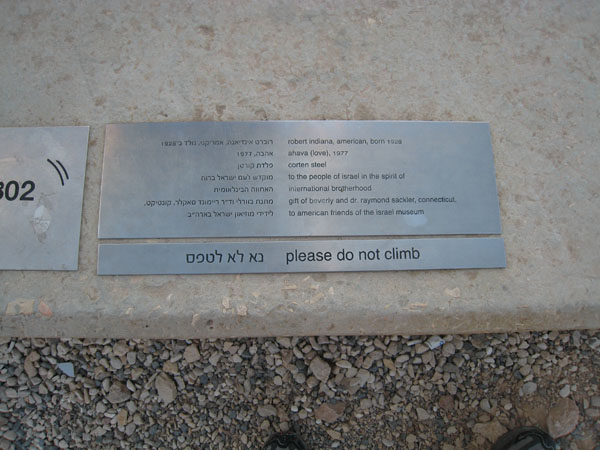 302
רוברט אינדיאנה, אמריקני, נולד ב־1928
אהבה, 1977
פלדת קורטן
מוקדש לעם ישראל ברוח
האחווה הבינלאומית
מתנת בוורלי וד״ר ריימונד סאקלר, קונטיקט,
לידידי מוזיאון ישראל בארה״ב
robert indiana, american, born 1928
ahava (love), 1977
corten steel
to the people of israel in the spirit of
international brotherhood
gift of beverly and dr. raymond sackler, connecticut,
to american friends of the israel museum
נא לא לטפס please do not climb